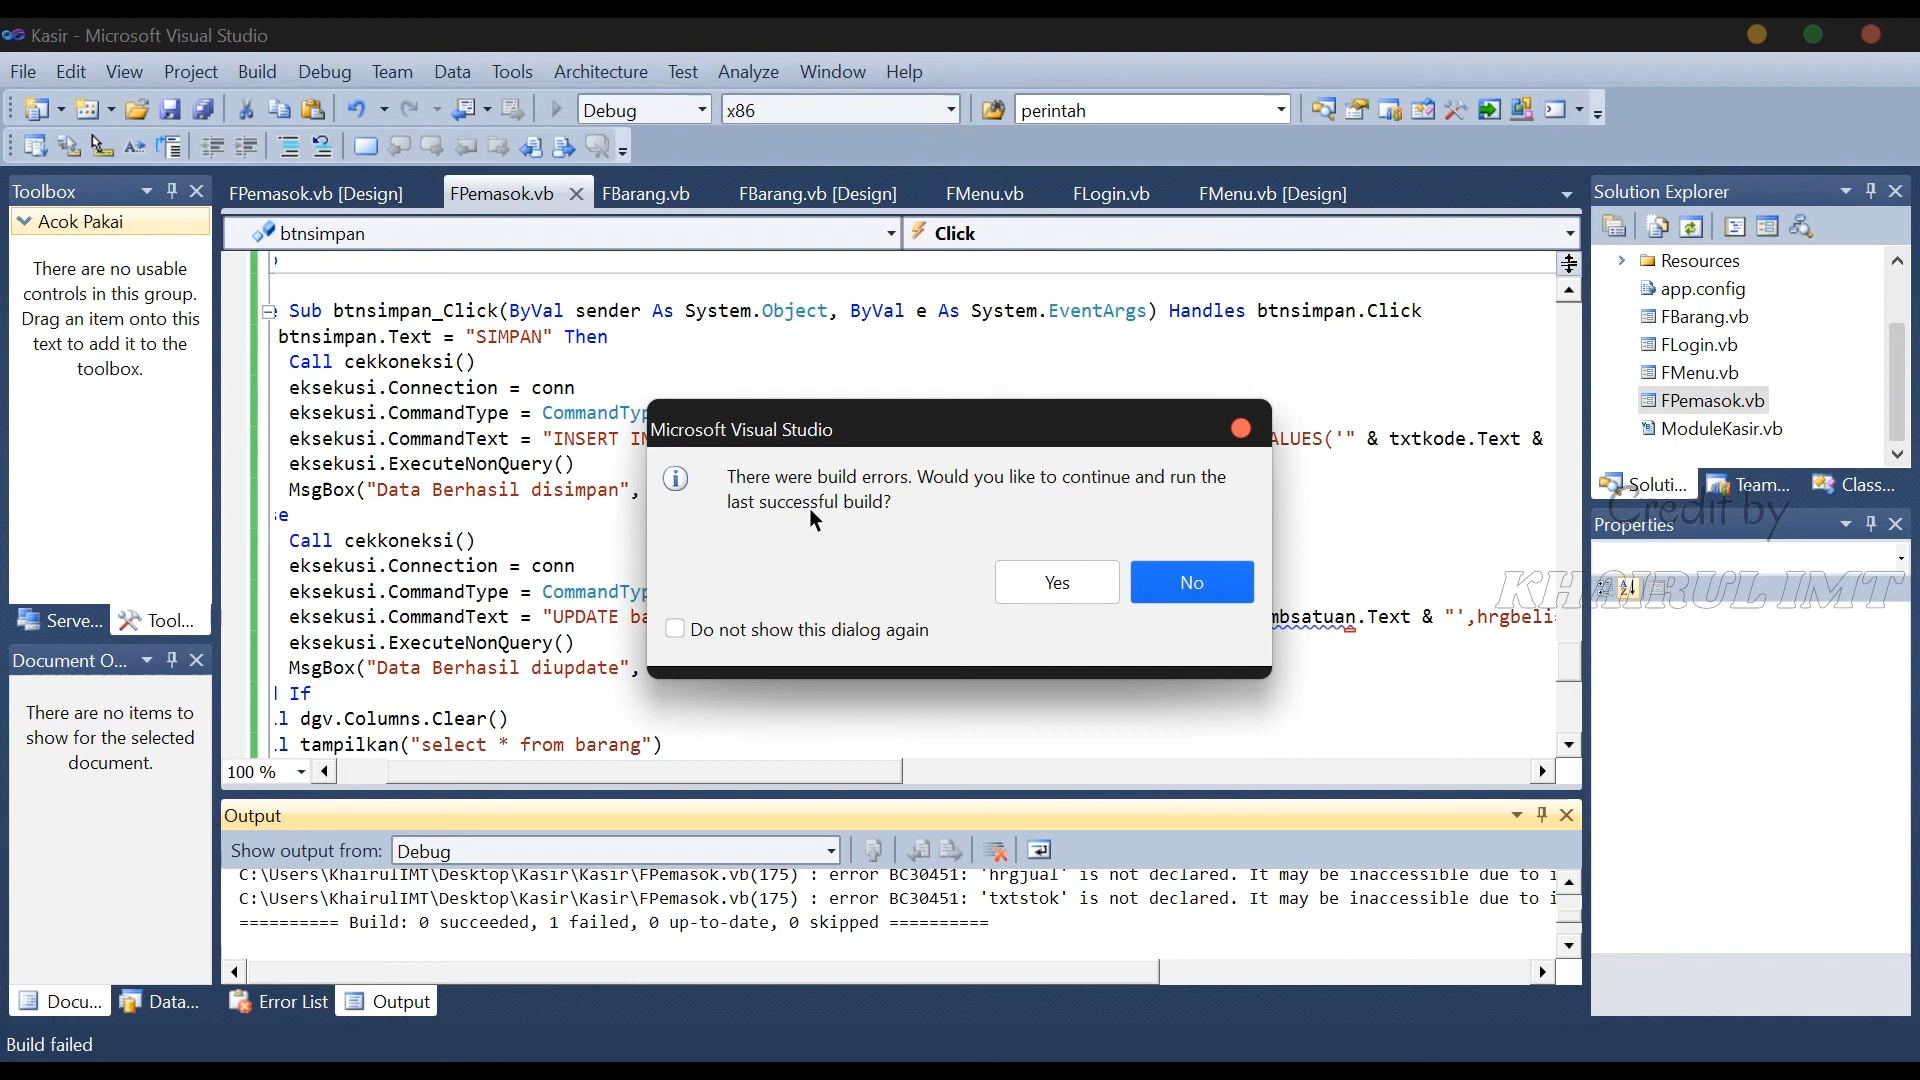 Kasir - Microsoft Visual Studio
File Edit View Project Build Debug Team Data Tools Architecture Test Analyze Window Help
Debug x86 perintah
Toolbox
Acok Pakai
There are no usable
controls in this group.
Drag an item onto this
text to add it to the
toolbox.
Serve... Tool...
Document O...
There are no items to
show for the selected
document.
Docu... Data...
FPemasok.vb [Design] FPemasok.vb FBarang.vb FBarang.vb [Design] FMenu.vb FLogin.vb FMenu.vb [Design]
btnsimpan Click
Sub btnsimpan_Click(ByVal sender As System.Object, ByVal e As System.EventArgs) Handles btnsimpan.Click
btnsimpan.Text = "SIMPAN" Then
Call cekkoneksi()
eksekusi.Connection = conn
eksekusi.CommandType = CommandTyp
eksekusi.CommandText = "INSERT IN ALUES('" & txtkode.Text &
eksekusi.ExecuteNonQuery()
MsgBox("Data Berhasil disimpan",
se
Call cekkoneksi()
eksekusi.Connection = conn
eksekusi.CommandType = CommandTyp
eksekusi.CommandText = "UPDATE ba mbsatuan.Text & "',hrgbeli=
eksekusi.ExecuteNonQuery()
MsgBox("Data Berhasil diupdate",
If
l dgv.Columns.Clear()
l tampilkan("select * from barang")
100 %
Microsoft Visual Studio
There were build errors. Would you like to continue and run the
last successful build?
Yes No
Do not show this dialog again
Output
Show output from: Debug
C:\Users\KhairulIMT\Desktop\Kasir\Kasir\FPemasok.vb(175) : error BC30451: 'hrgjual' is not declared. It may be inaccessible due to i
C:\Users\KhairulIMT\Desktop\Kasir\Kasir\FPemasok.vb(175) : error BC30451: 'txtstok' is not declared. It may be inaccessible due to i
========== Build: 0 succeeded, 1 failed, 0 up-to-date, 0 skipped ==========
Error List Output
Solution Explorer
Resources
app.config
FBarang.vb
FLogin.vb
FMenu.vb
FPemasok.vb
ModuleKasir.vb
Soluti... Team... Class...
Credit by
Properties
KHAIRUL IMT
Build failed